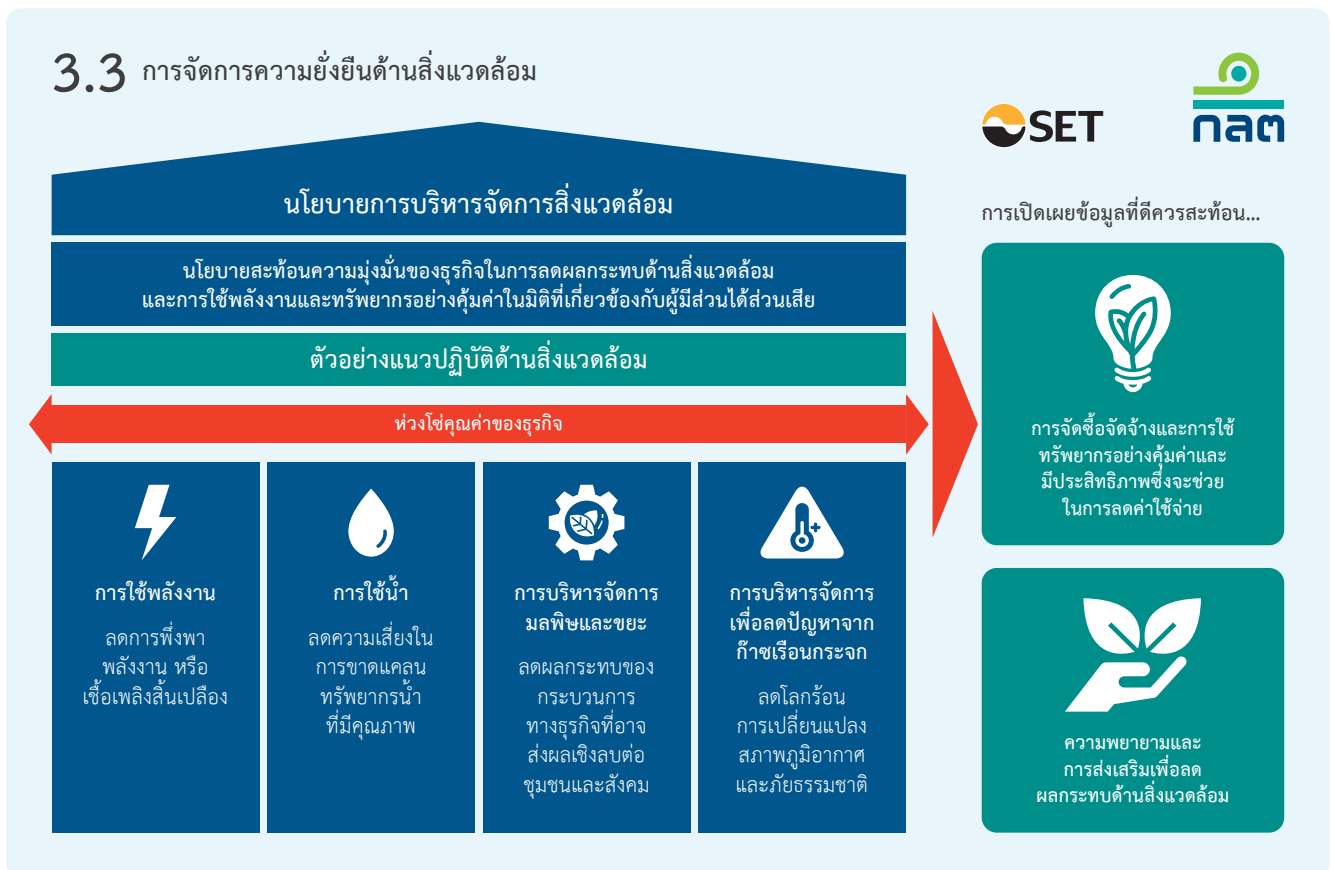 3.3 การจัดการความยั่งยืนด้านสิ่งแวดล้อม
SET
กลต
นโยบายการบริหารจัดการสิ่งแวดล้อม
นโยบายสะท้อนความมุ่งมั่นของธุรกิจในการลดผลกระทบด้านสิ่งแวดล้อม
และการใช้พลังงานและทรัพยากรอย่างคุ้มค่าในมิติที่เกี่ยวข้องกับผู้มีส่วนได้ส่วนเสีย
ตัวอย่างแนวปฏิบัติด้านสิ่งแวดล้อม
ห่วงโซ่คุณค่าของธุรกิจ
การใช้พลังงาน
ลดการพึ่งพา
พลังงาน หรือ
เชื้อเพลิงสิ้นเปลือง
การใช้น้ำ
ลดความเสี่ยงใน
การขาดแคลน
ทรัพยากรน้ำ
ที่มีคุณภาพ
การบริหารจัดการ
มลพิษและขยะ
ลดผลกระทบของ
กระบวนการ
ทางธุรกิจที่อาจ
ส่งผลเชิงลบต่อ
ชุมชนและสังคม
การบริหารจัดการ
เพื่อลดปัญหาจาก
ก๊าซเรือนกระจก
ลดโลกร้อน
การเปลี่ยนแปลง
สภาพภูมิอากาศ
และภัยธรรมชาติ
การเปิดเผยข้อมูลที่ดีควรสะท้อน...
การจัดซื้อจัดจ้างและการใช้
ทรัพยากรอย่างคุ้มค่าและ
มีประสิทธิภาพซึ่งจะช่วย
ในการลดค่าใช้จ่าย
ความพยายามและ
การส่งเสริมเพื่อลด
ผลกระทบด้านสิ่งแวดล้อม